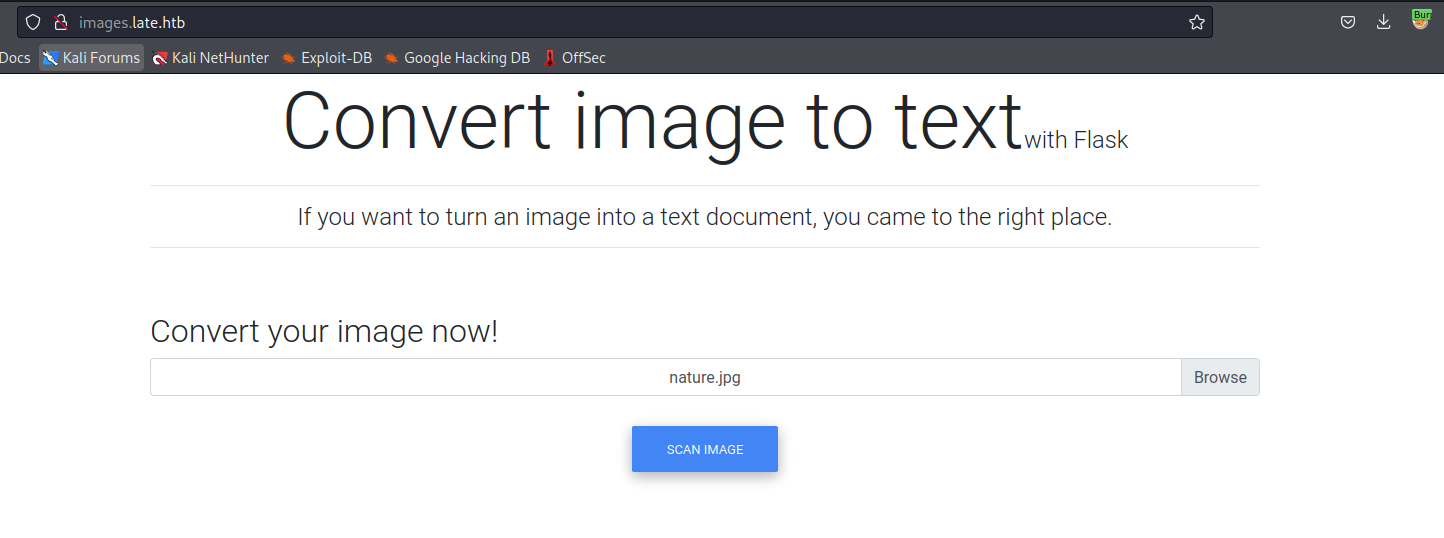 images.late.htb
Docs Kali Forums Kali NetHunter Exploit-DB Google Hacking DB OffSec
Convert image to text with Flask
If you want to turn an image into a text document, you came to the right place.
Convert your image now!
nature.jpg Browse
SCAN IMAGE